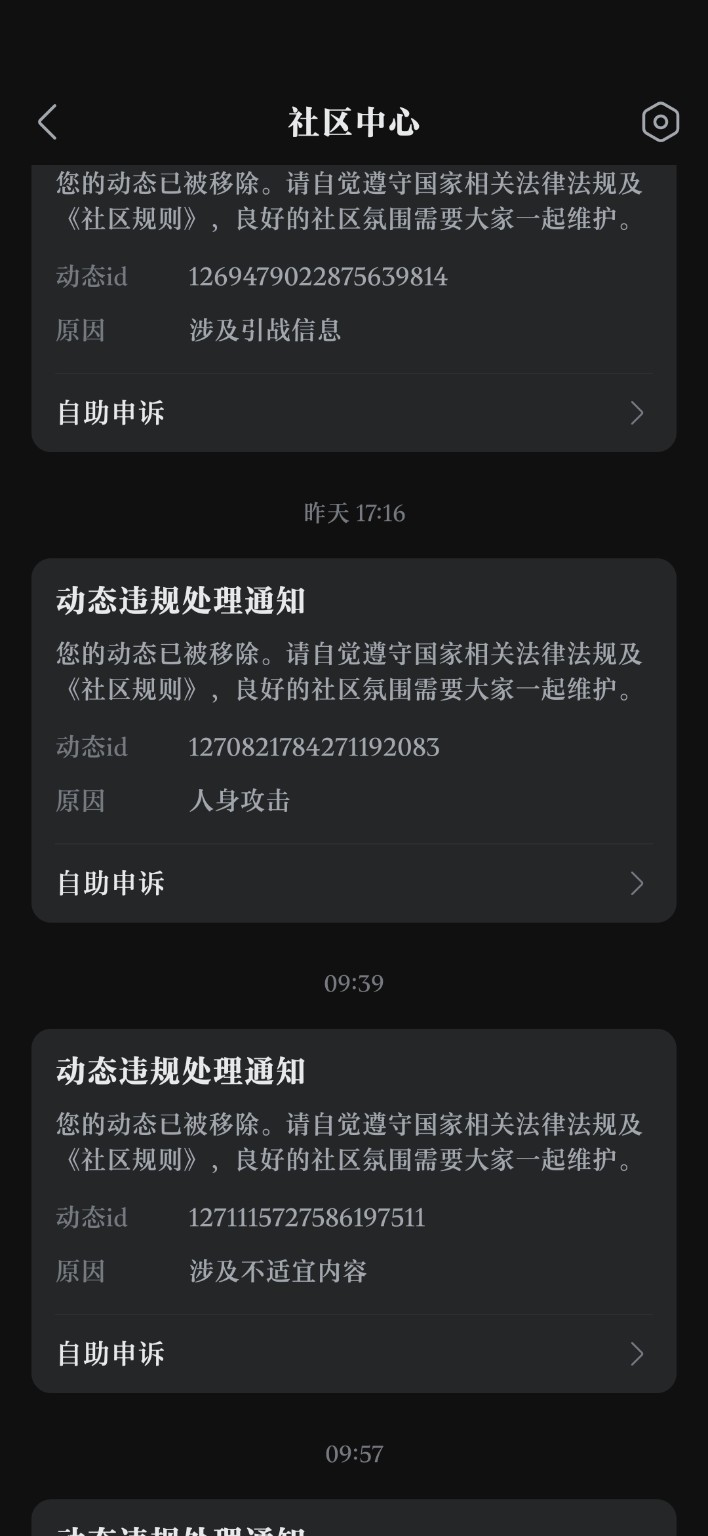 社区中心
您的动态已被移除。请自觉遵守国家相关法律法规及
《社区规则》，良好的社区氛围需要大家一起维护。
动态id 1269479022875639814
原因 涉及引战信息
自助申诉
昨天 17:16
动态违规处理通知
您的动态已被移除。请自觉遵守国家相关法律法规及
《社区规则》，良好的社区氛围需要大家一起维护。
动态id 1270821784271192083
原因 人身攻击
自助申诉
09:39
动态违规处理通知
您的动态已被移除。请自觉遵守国家相关法律法规及
《社区规则》，良好的社区氛围需要大家一起维护。
动态id 1271115727586197511
原因 涉及不适宜内容
自助申诉
09:57
动态违规处理通知